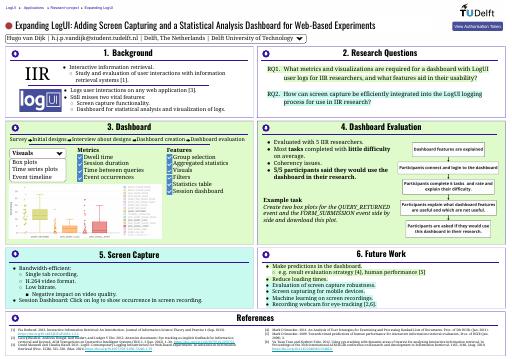 LogUI › Applications › Research project › Expanding LogUI
TUDelft
Expanding LogUI: Adding Screen Capturing and a Statistical Analysis Dashboard for Web-Based Experiments
View Authorisation Token
Hugo van Dijk | h.j.p.vandijk@student.tudelft.nl | Delft, The Netherlands | Delft University of Technology
1. Background
IIR
Interactive information retrieval.
Study and evaluation of user interactions with information
retrieval systems [1].
logUI
Logs user interactions on any web application [3].
Still misses two vital features:
Screen capture functionality.
Dashboard for statistical analysis and visualization of logs.
2. Research Questions
RQ1. What metrics and visualizations are required for a dashboard with LogUI
user logs for IIR researchers, and what features aid in their usability?
RQ2. How can screen capture be efficiently integrated into the LogUI logging
process for use in IIR?
3. Dashboard
Survey → Initial designs → Interview about designs → Dashboard creation → Dashboard evaluation
Visuals
Box plots
Time series plots
Event timeline
Metrics
Dwell time
Session duration
Time between queries
Event occurrences
Features
Group selection
Aggregated statistics
Visuals
Filters
Statistic table
Session dashboard
4. Dashboard Evaluation
Evaluated with 5 IIR researchers.
Most tasks completed with little difficulty
on average.
Coherency issues.
5/5 participants said they would use the
dashboard in their research.
Example task
Create two box plots for the QUERY_RETURNED
event and the FORM_SUBMISSION event side by
side and download this plot.
Dashboard features are explained
Participants connect and login to the dashboard
Participants complete 6 tasks and rate and
explain their difficulty.
Participants explain what dashboard features
are useful and which are not useful.
Participants are asked if they would use
this dashboard in their research.
5. Screen Capture
Bandwidth-efficient:
Single tab recording.
H.264 video format.
Low bitrate.
Negative impact on video quality.
Session Dashboard: Click on log to show occurrence in screen recording.
6. Future Work
Make predictions in the dashboard.
e.g. result evaluation strategy [4], human performance [5]
Reduce loading times.
Evaluation of screen capture robustness.
Screen capturing for mobile devices.
Machine learning on screen recordings.
Recording webcam for eye-tracking [2,6].
References